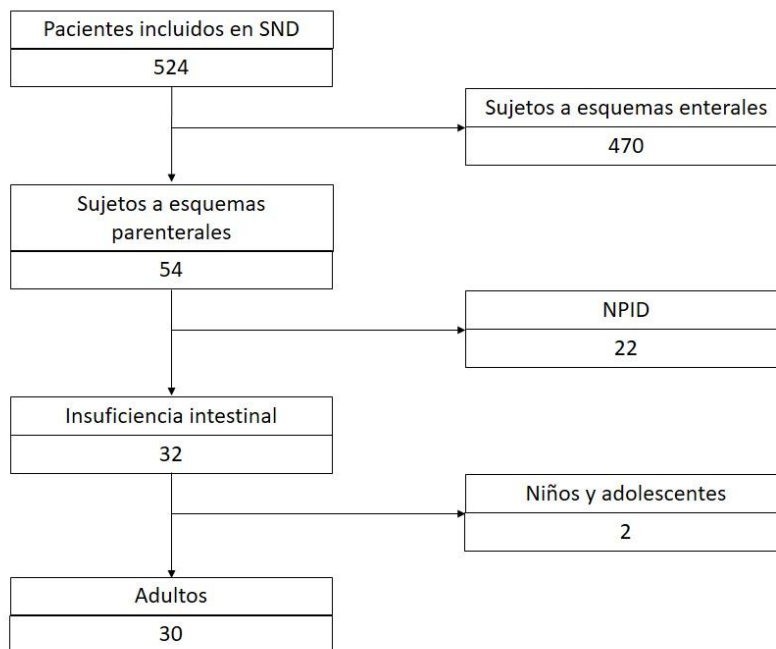 Pacientes incluidos en SND
524
Sujetos a esquemas enterales
470
Sujetos a esquemas
parenterales
54
NPID
22
Insuficiencia intestinal
32
Niños y adolescentes
2
Adultos
30